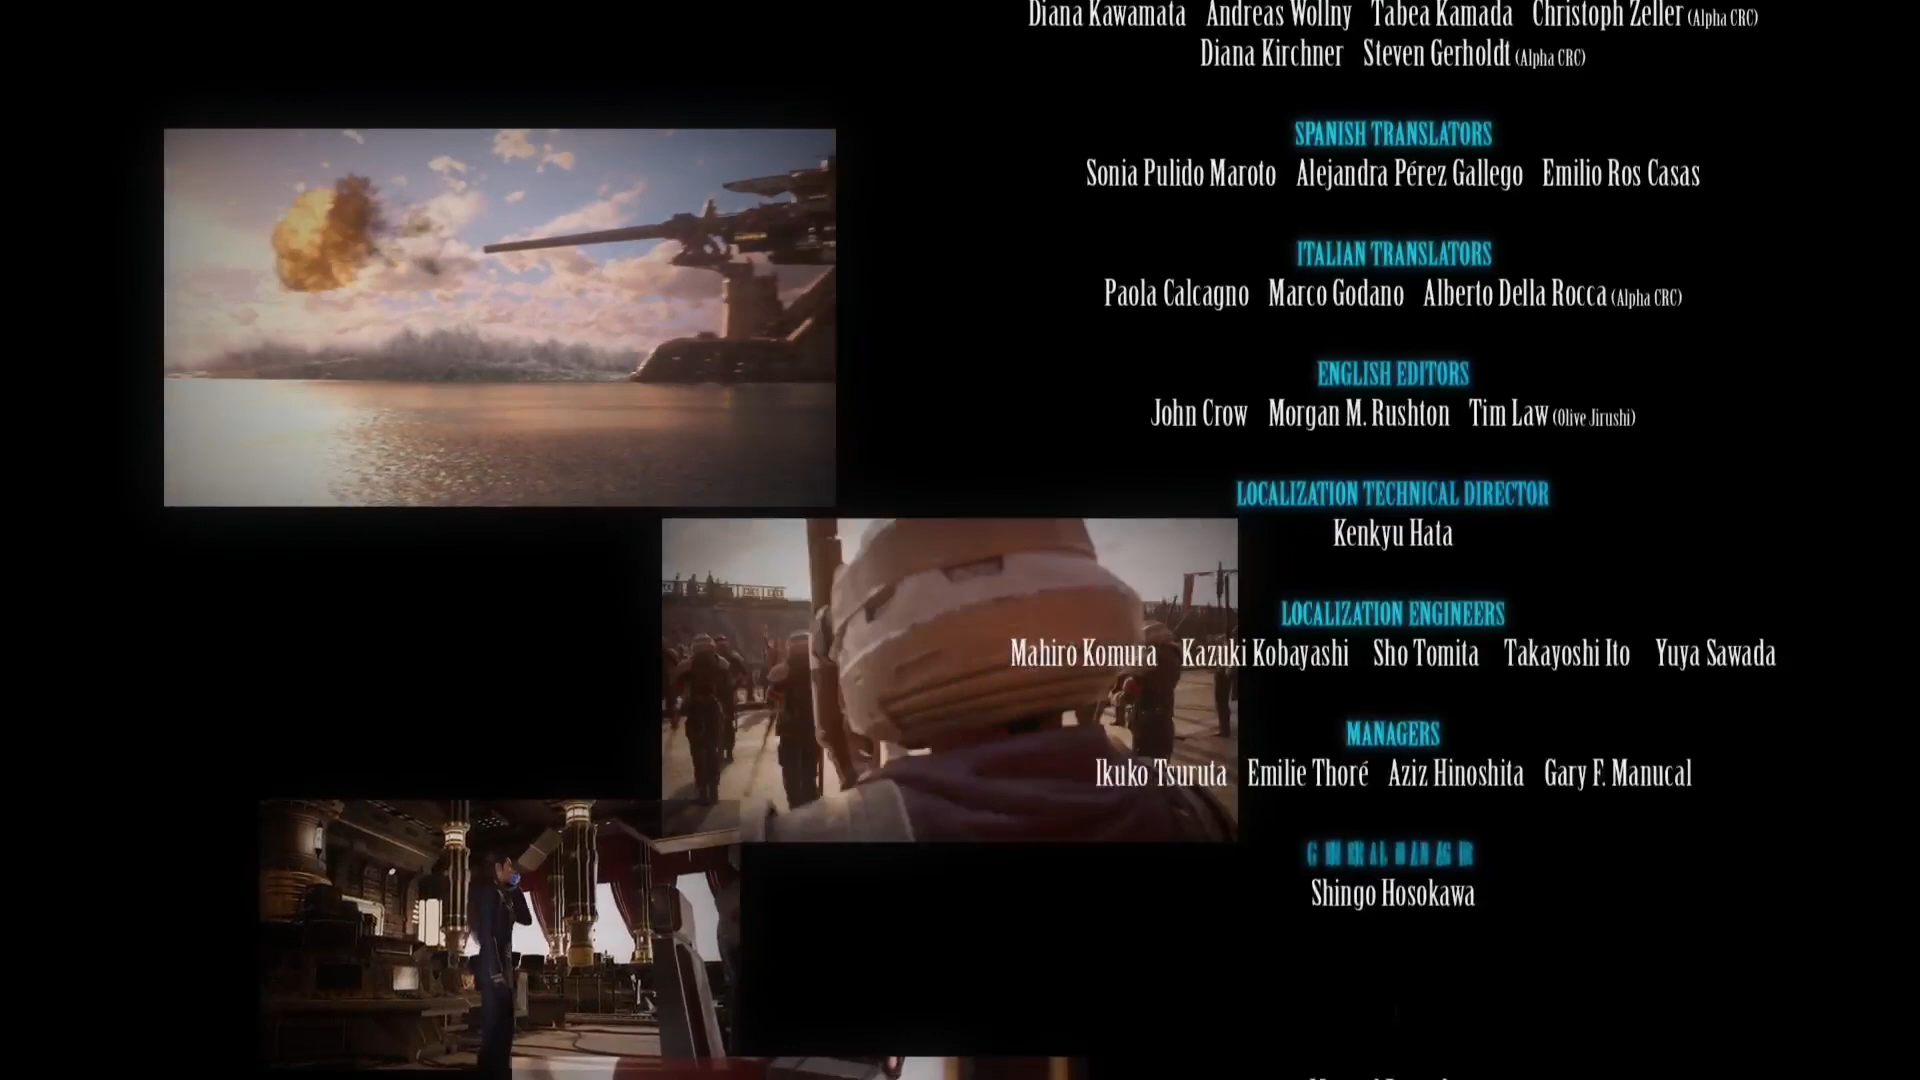 Diana Kawamata Andreas Wollny Tabea Kamada Christoph Zeller (Alpha CRC)
Diana Kirchner Steven Gerholdt (Alpha CRC)
SPANISH TRANSLATORS
Sonia Pulido Maroto Alejandra Pérez Gallego Emilio Ros Casas
ITALIAN TRANSLATORS
Paola Calcagno Marco Godano Alberto Della Rocca (Alpha CRC)
ENGLISH EDITORS
John Crow Morgan M. Rushton Tim Law (Olive Jirushi)
LOCALIZATION TECHNICAL DIRECTOR
Kenkyu Hata
LOCALIZATION ENGINEERS
Mahiro Komura Kazuki Kobayashi Sho Tomita Takayoshi Ito Yuya Sawada
MANAGERS
Ikuko Tsuruta Emilie Thoré Aziz Hinoshita Gary F. Manucal
GENERAL MANAGER
Shingo Hosokawa